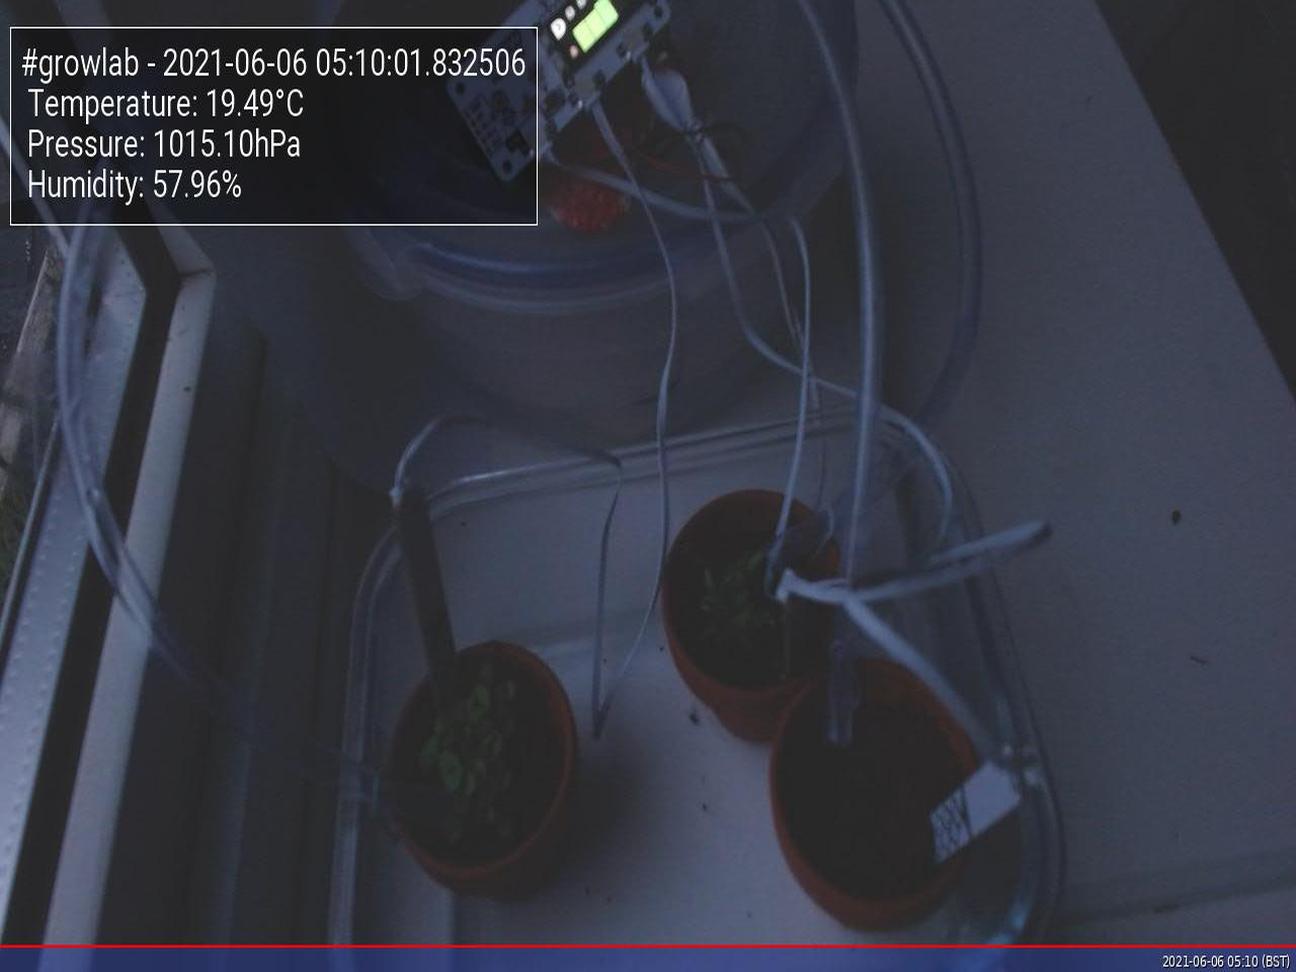 #growlab - 2021-06-06 05:10:01.832506
Temperature: 19.49°C
Pressure: 1015.10hPa
Humidity: 57.96%
2021-06-06 05:10 (BST)